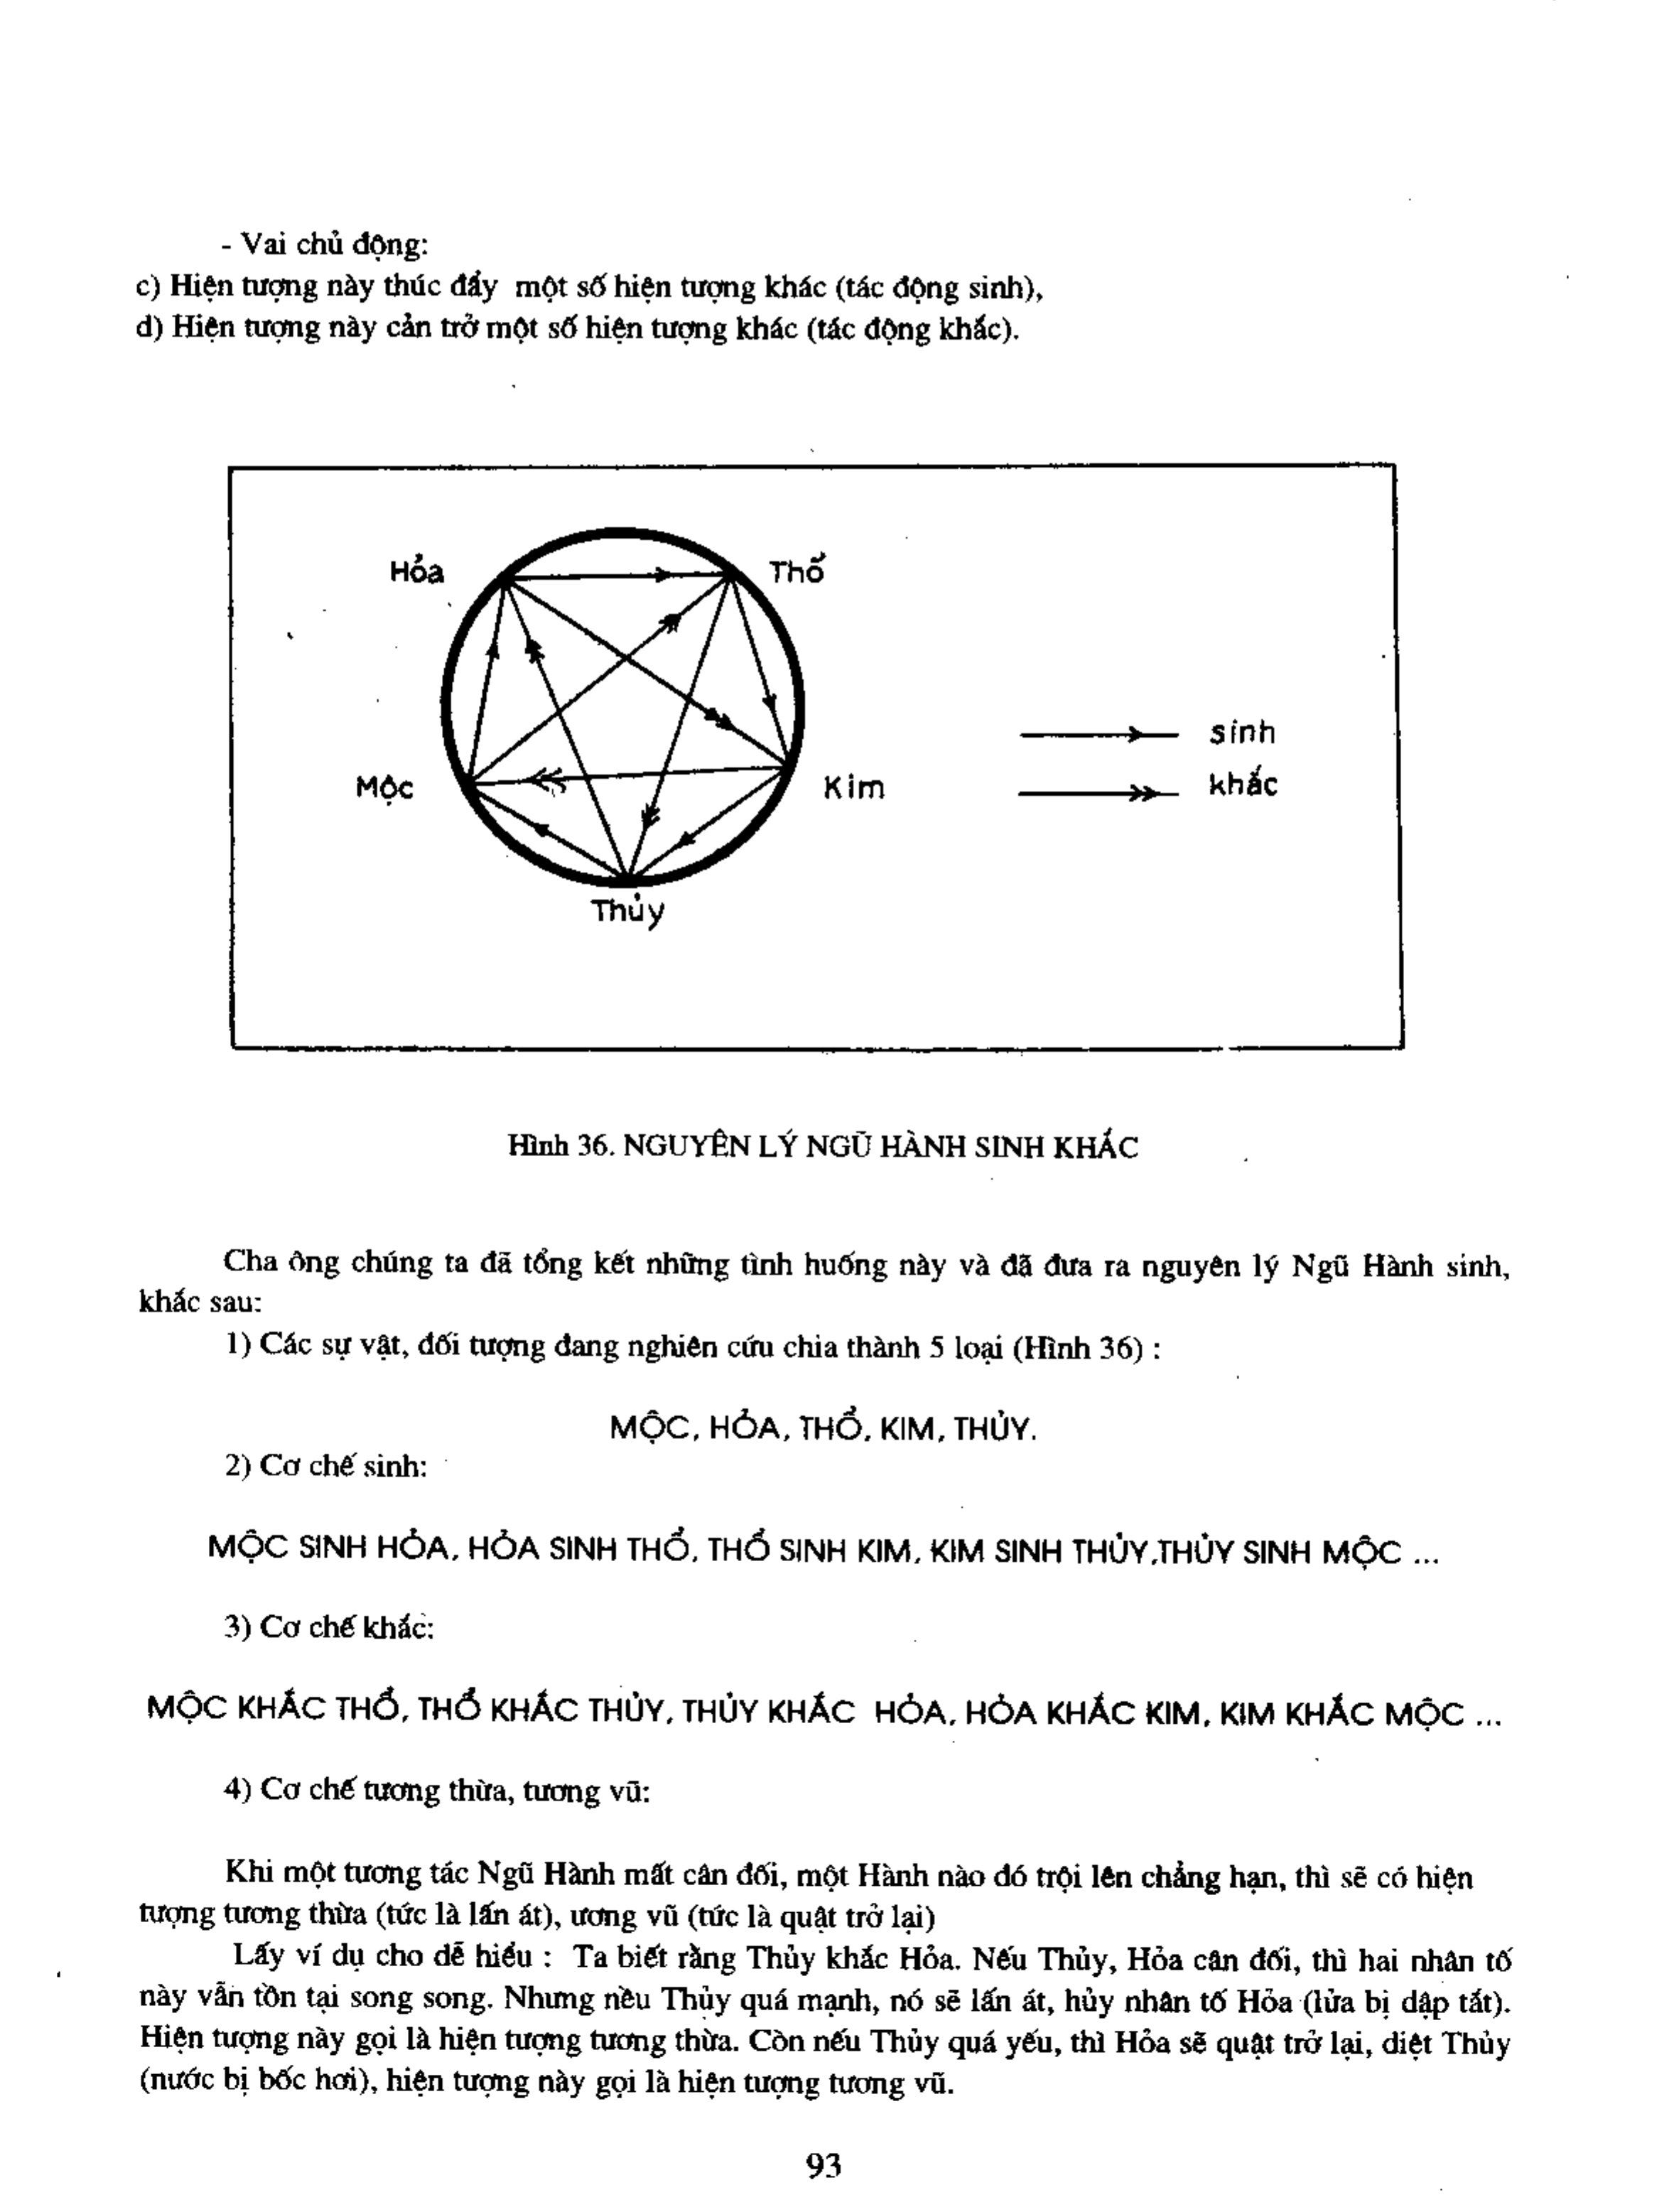 - Vai chủ động:
c) Hiện tượng này thúc đẩy một số hiện tượng khác (tác động sinh),
d) Hiện tượng này cản trở một số hiện tượng khác (tác động khắc).
Hỏa
Thổ
Mộc
Kim
Thủy
sinh
khắc
Hình 36. NGUYÊN LÝ NGŨ HÀNH SINH KHẮC
Cha ông chúng ta đã tổng kết những tình huống này và đã đưa ra nguyên lý Ngũ Hành sinh,
khắc sau:
1) Các sự vật, đối tượng đang nghiên cứu chia thành 5 loại (Hình 36) :
MỘC, HỎA, THỔ, KIM, THỦY.
2) Cơ chế sinh:
MỘC SINH HỎA, HỎA SINH THỔ, THỔ SINH KIM, KIM SINH THỦY,THỦY SINH MỘC ...
3) Cơ chế khắc:
MỘC KHẮC THỔ, THỔ KHẮC THỦY, THỦY KHẮC HỎA, HỎA KHẮC KIM, KIM KHẮC MỘC ...
4) Cơ chế tương thừa, tương vũ:
Khi một tương tác Ngũ Hành mất cân đối, một Hành nào đó trội lên chẳng hạn, thì sẽ có hiện
tượng tương thừa (tức là lấn át), ương vũ (tức là quật trở lại)
Lấy ví dụ cho dễ hiểu : Ta biết rằng Thủy khắc Hỏa. Nếu Thủy, Hỏa cân đối, thì hai nhân tố
này vẫn tồn tại song song. Nhưng nều Thủy quá mạnh, nó sẽ lấn át, hủy nhân tố Hỏa (lửa bị dập tắt).
Hiện tượng này gọi là hiện tượng tương thừa. Còn nếu Thủy quá yếu, thì Hỏa sẽ quật trở lại, diệt Thủy
(nước bị bốc hơi), hiện tượng này gọi là hiện tượng tương vũ.
93